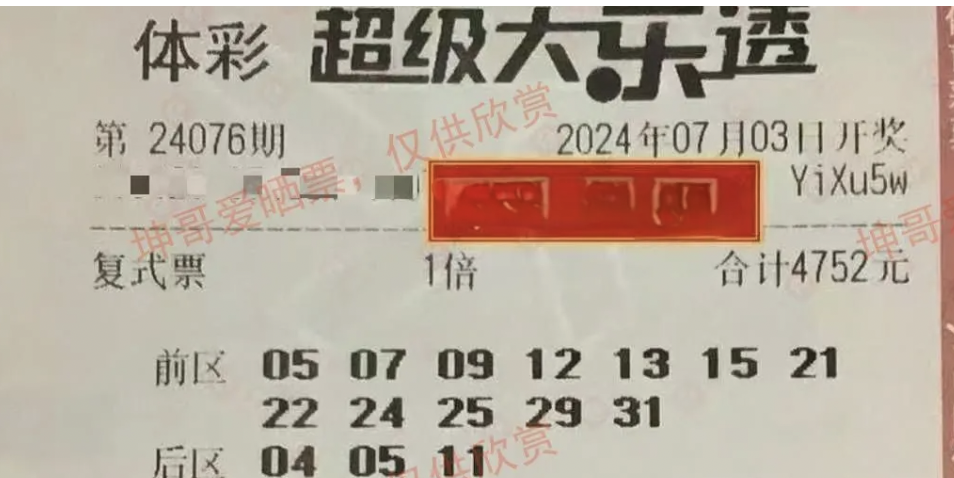 体彩 超级大乐透
第 24076期 2024年07月03日开奖
YiXu5w
坤哥爱晒票，仅供欣赏
复式票 1倍 合计4752元
前区 05 07 09 12 13 15 21
22 24 25 29 31
后区 04 05 11
仅供欣赏
坤哥